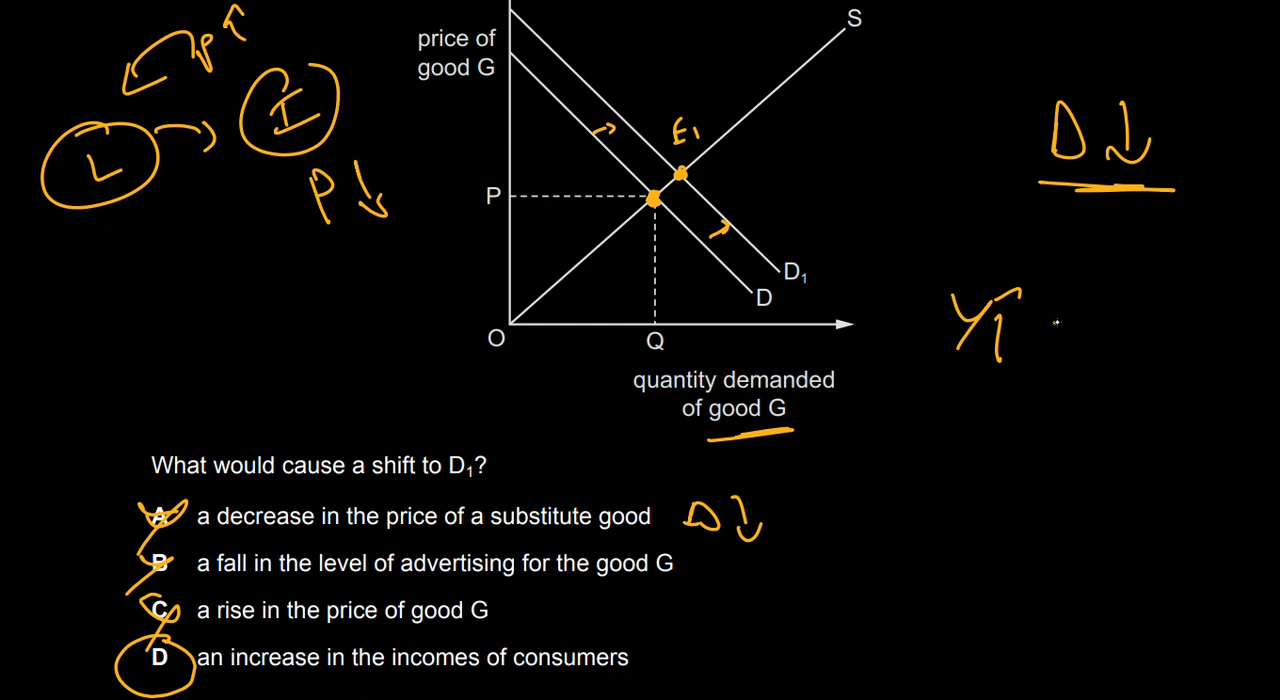 P
L
I
P
price of
good G
S
E1
D
P
D1
D
O
Q
Y
quantity demanded
of good G
What would cause a shift to D1?
A a decrease in the price of a substitute good D
B a fall in the level of advertising for the good G
C a rise in the price of good G
D an increase in the incomes of consumers